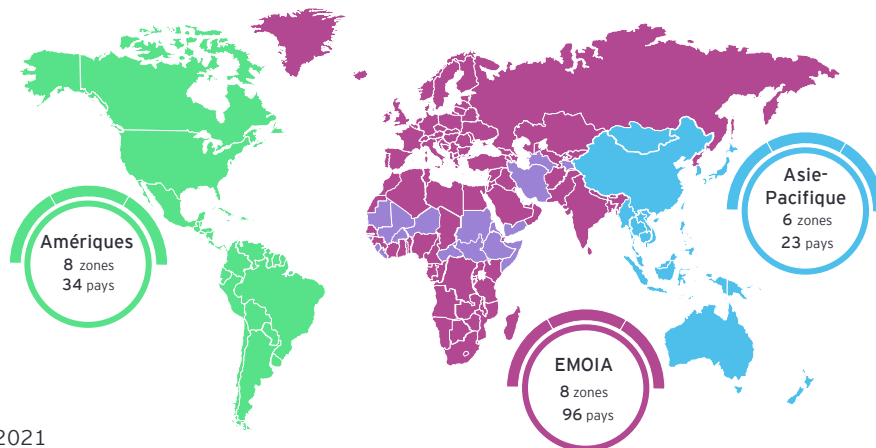 Amériques
8 zones
34 pays
Asie-
Pacifique
6 zones
23 pays
EMOIA
8 zones
96 pays
2021